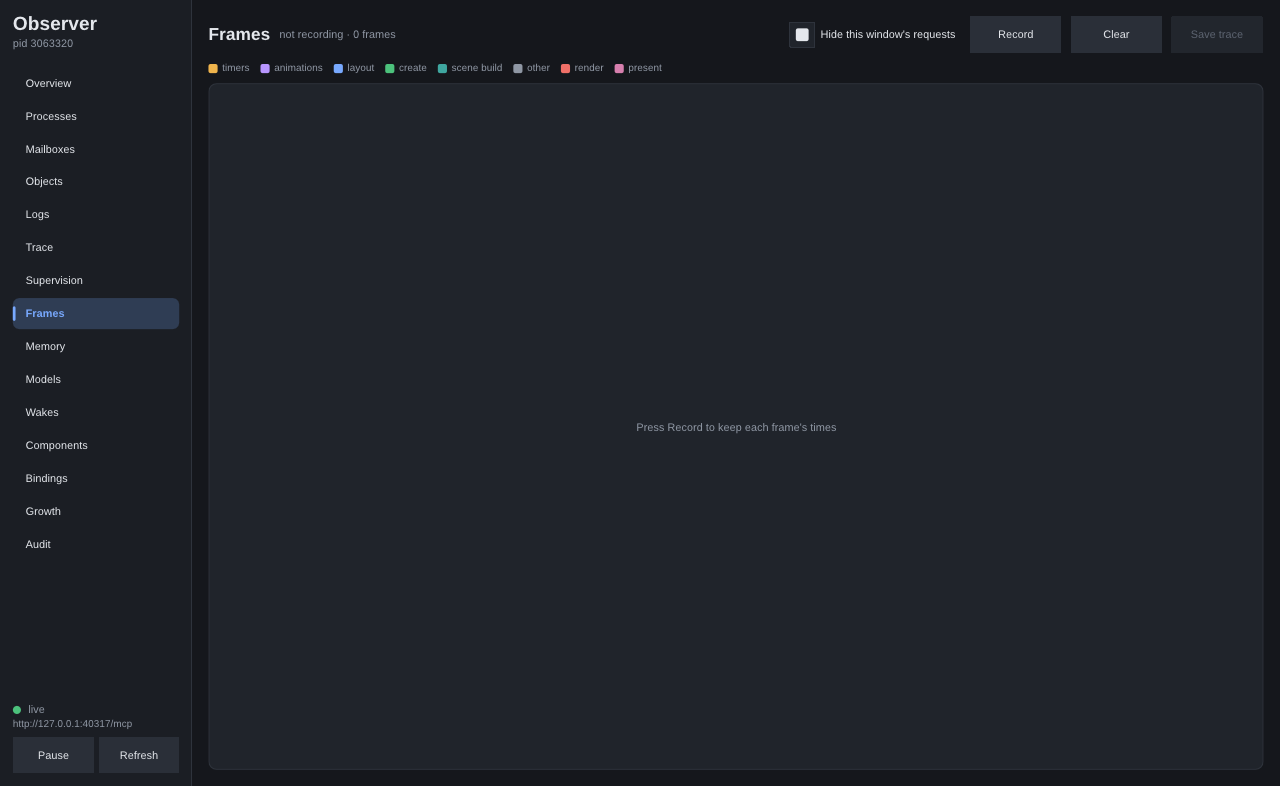 Observer
pid 3063320
Overview
Processes
Mailboxes
Objects
Logs
Trace
Supervision
Frames
Memory
Models
Wakes
Components
Bindings
Growth
Audit
live
http://127.0.0.1:40317/mcp
Pause Refresh
Frames not recording · 0 frames Hide this window's requests Record Clear Save trace
timers animations layout create scene build other render present
Press Record to keep each frame's times